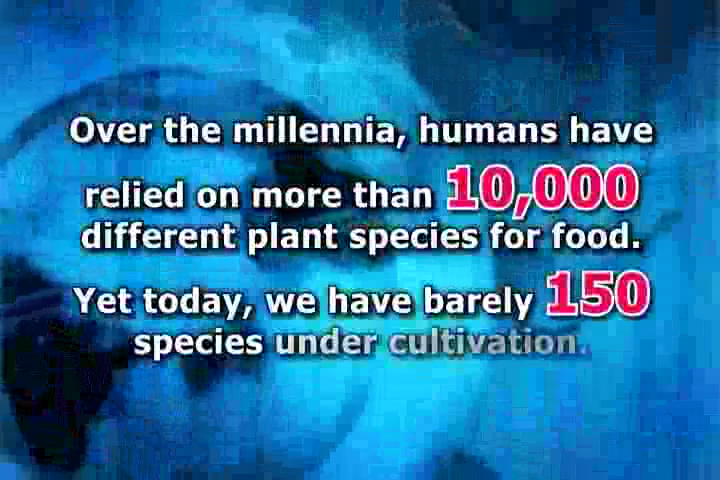 Over the millennia, humans have
relied on more than 10,000
different plant species for food.
Yet today, we have barely 150
species under cultivation.